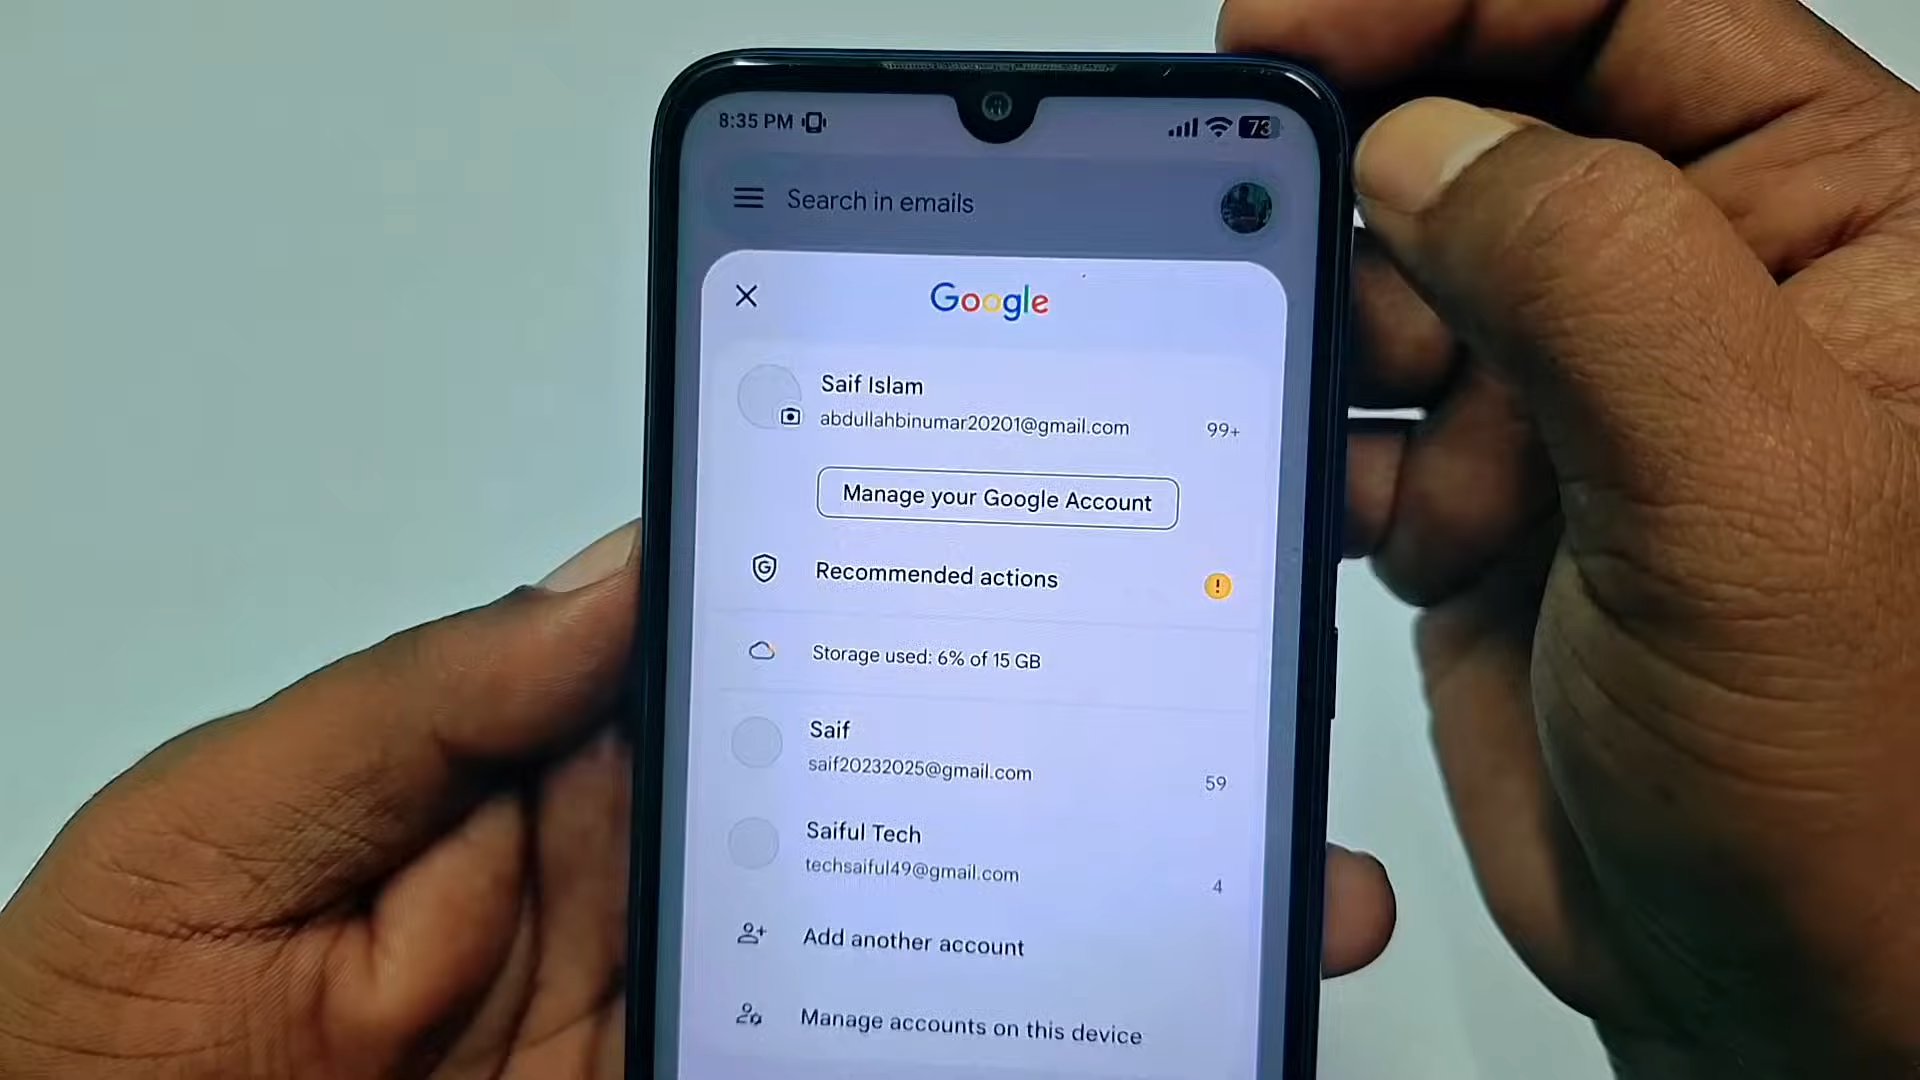 8:35 PM 73
Search in emails
Google
Saif Islam
abdullahbinumar20201@gmail.com 99+
Manage your Google Account
Recommended actions
Storage used: 6% of 15 GB
Saif
saif20232025@gmail.com 59
Saiful Tech
techsaiful49@gmail.com 4
Add another account
Manage accounts on this device